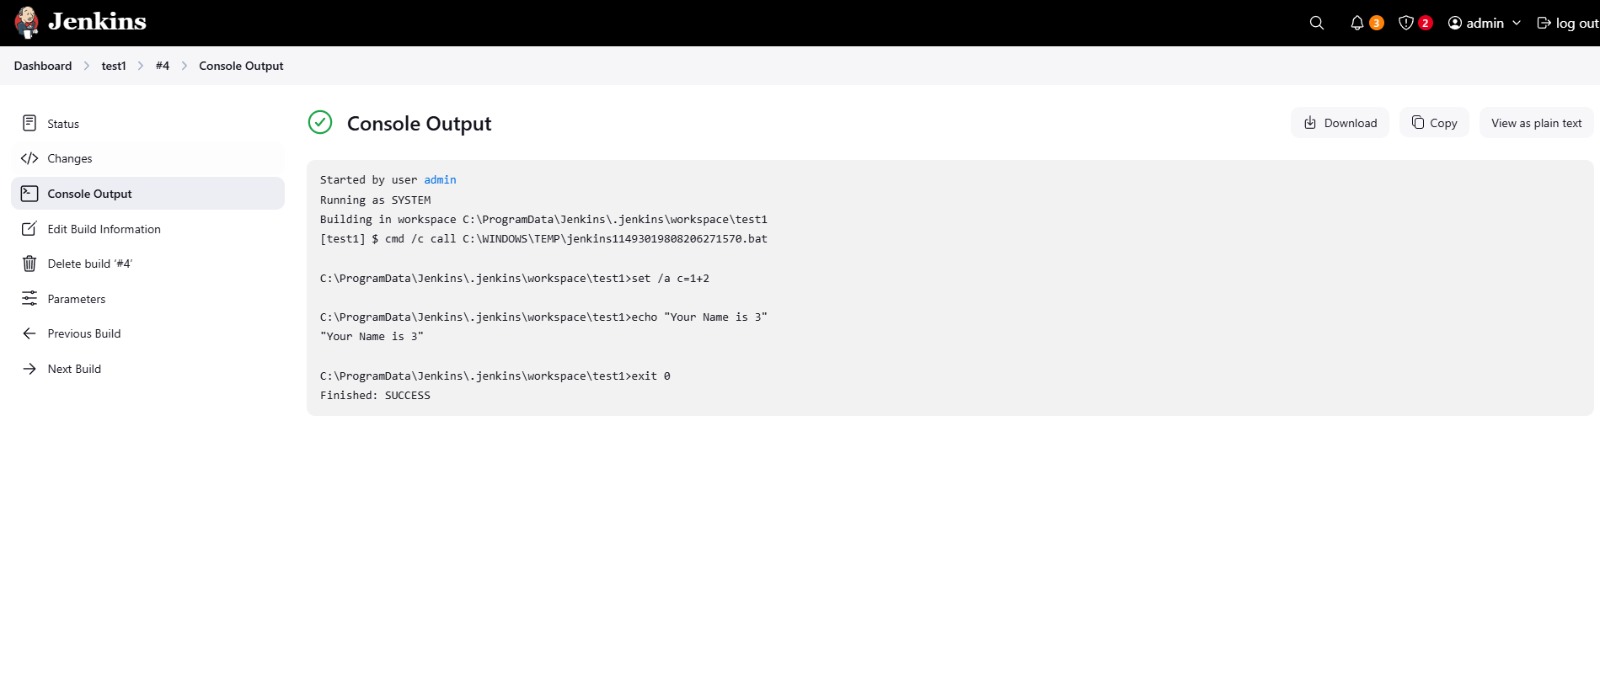 Jenkins
3
2
admin
log out
Dashboard > test1 > #4 > Console Output
Status
Changes
Console Output
Edit Build Information
Delete build ‘#4’
Parameters
Previous Build
Next Build
Console Output
Download
Copy
View as plain text
Started by user admin
Running as SYSTEM
Building in workspace C:\ProgramData\Jenkins\.jenkins\workspace\test1
[test1] $ cmd /c call C:\WINDOWS\TEMP\jenkins11493019808206271570.bat
C:\ProgramData\Jenkins\.jenkins\workspace\test1>set /a c=1+2
C:\ProgramData\Jenkins\.jenkins\workspace\test1>echo "Your Name is 3"
"Your Name is 3"
C:\ProgramData\Jenkins\.jenkins\workspace\test1>exit 0
Finished: SUCCESS